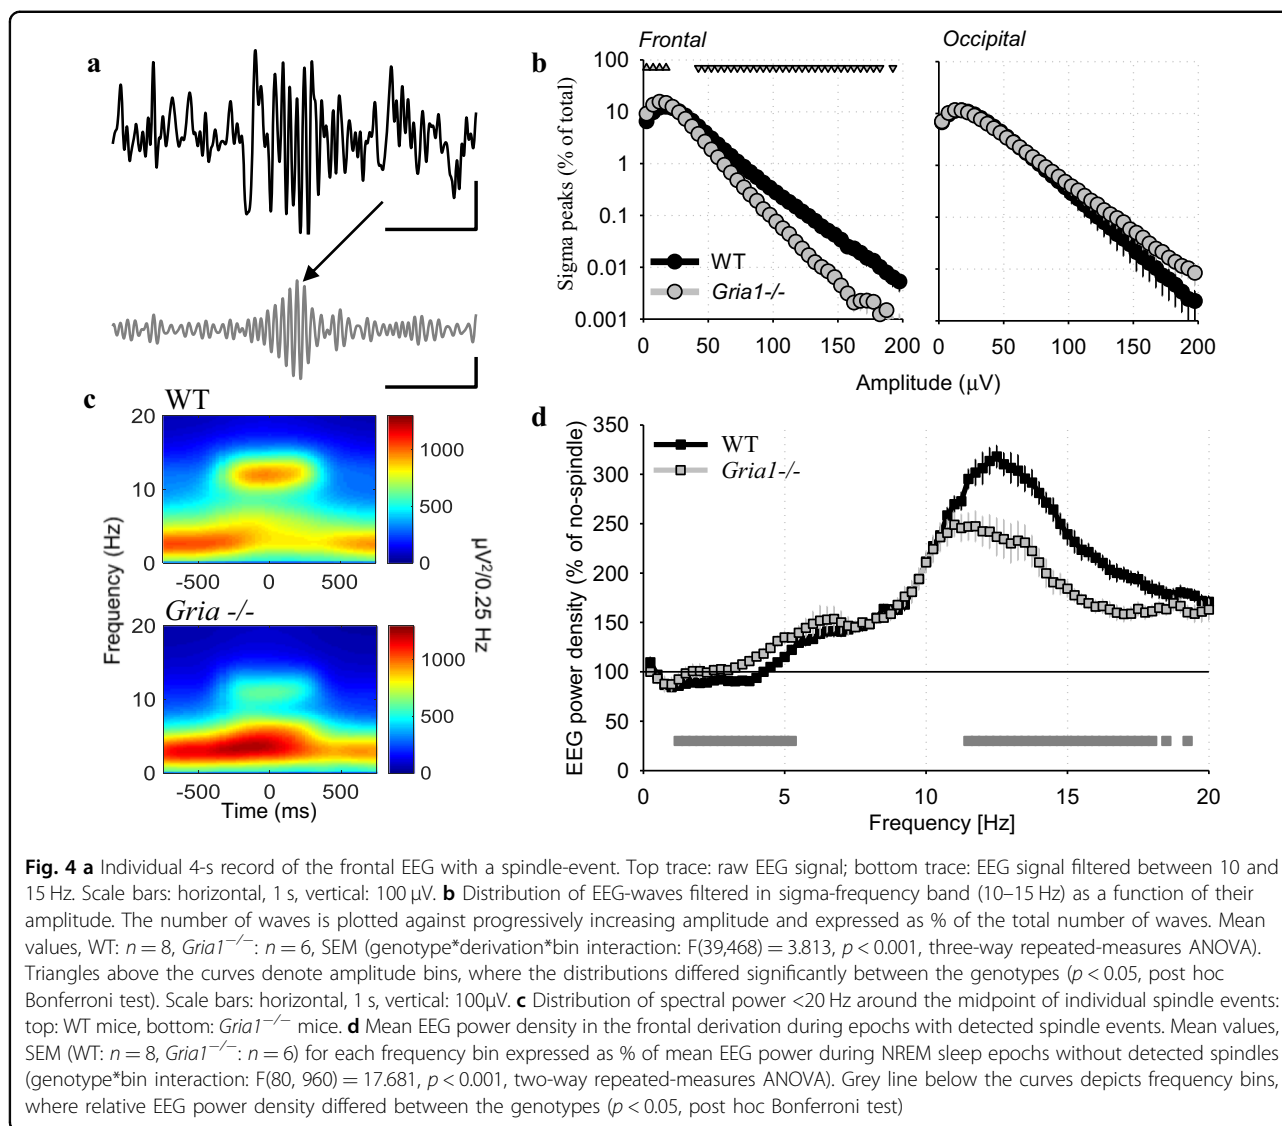 a
b
Frontal
Occipital
Sigma peaks (% of total)
100
10
1
0.1
0.01
0.001
WT
Gria1-/-
0 50 100 150 200
0 50 100 150 200
Amplitude (μV)
c
WT
20
10
0
-500 0 500
1000
500
0
Gria -/-
20
10
0
-500 0 500
1000
500
0
Frequency (Hz)
Time (ms)
μV²/0.25 Hz
d
EEG power density (% of no-spindle)
350
300
250
200
150
100
50
0
WT
Gria1-/-
0 5 10 15 20
Frequency [Hz]
Fig. 4 a Individual 4-s record of the frontal EEG with a spindle-event. Top trace: raw EEG signal; bottom trace: EEG signal filtered between 10 and
15 Hz. Scale bars: horizontal, 1 s, vertical: 100 μV. b Distribution of EEG-waves filtered in sigma-frequency band (10–15 Hz) as a function of their
amplitude. The number of waves is plotted against progressively increasing amplitude and expressed as % of the total number of waves. Mean
values, WT: n = 8, Gria1−/−: n = 6, SEM (genotype*derivation*bin interaction: F(39,468) = 3.813, p < 0.001, three-way repeated-measures ANOVA).
Triangles above the curves denote amplitude bins, where the distributions differed significantly between the genotypes (p < 0.05, post hoc
Bonferroni test). Scale bars: horizontal, 1 s, vertical: 100μV. c Distribution of spectral power <20 Hz around the midpoint of individual spindle events:
top: WT mice, bottom: Gria1−/− mice. d Mean EEG power density in the frontal derivation during epochs with detected spindle events. Mean values,
SEM (WT: n = 8, Gria1−/−: n = 6) for each frequency bin expressed as % of mean EEG power during NREM sleep epochs without detected spindles
(genotype*bin interaction: F(80, 960) = 17.681, p < 0.001, two-way repeated-measures ANOVA). Grey line below the curves depicts frequency bins,
where relative EEG power density differed between the genotypes (p < 0.05, post hoc Bonferroni test)